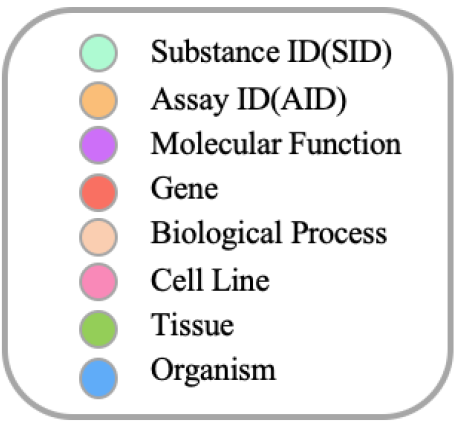 Substance ID(SID)
Assay ID(AID)
Molecular Function
Gene
Biological Process
Cell Line
Tissue
Organism